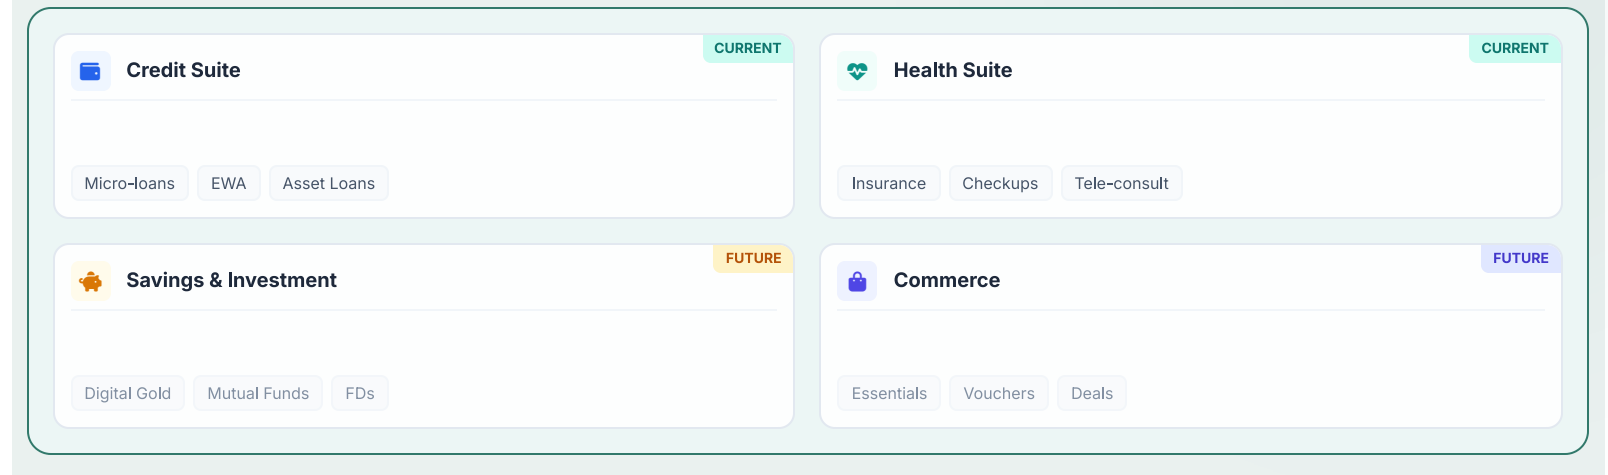 CURRENT
Credit Suite
Micro-loans EWA Asset Loans
CURRENT
Health Suite
Insurance Checkups Tele-consult
FUTURE
Savings & Investment
Digital Gold Mutual Funds FDs
FUTURE
Commerce
Essentials Vouchers Deals